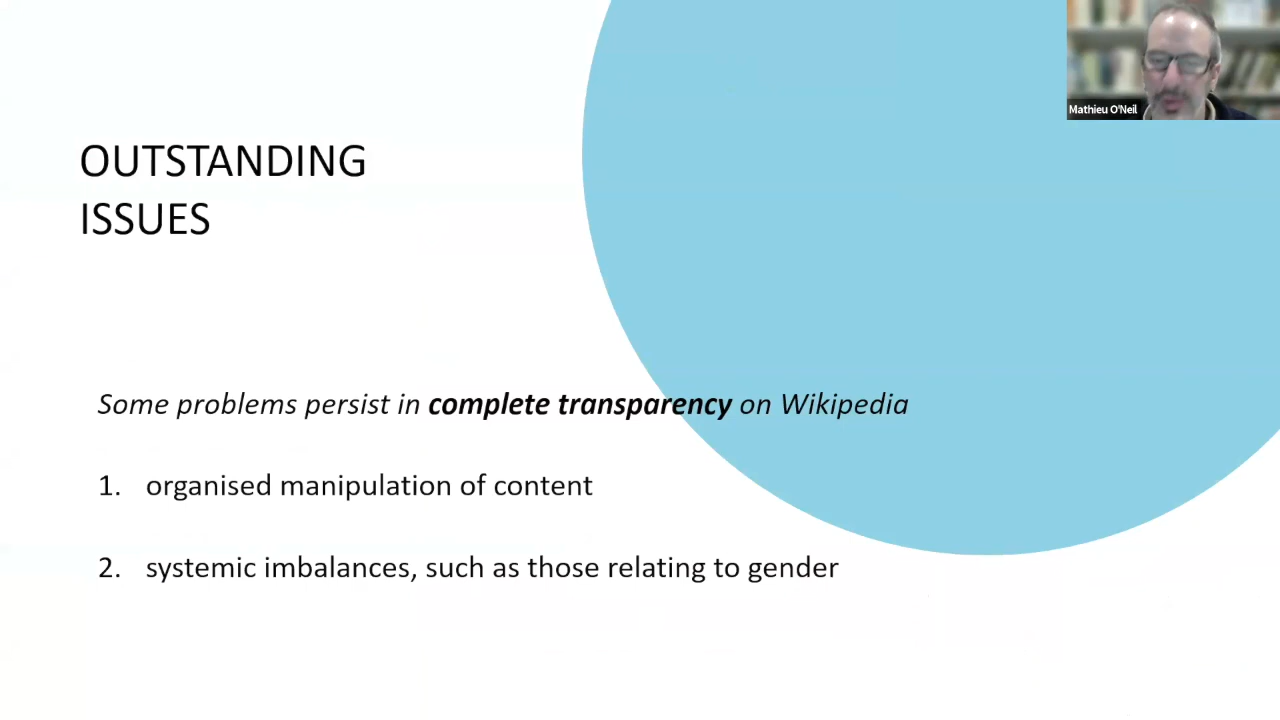 Mathieu O'Neil
OUTSTANDING
ISSUES
Some problems persist in complete transparency on Wikipedia
1. organised manipulation of content
2. systemic imbalances, such as those relating to gender